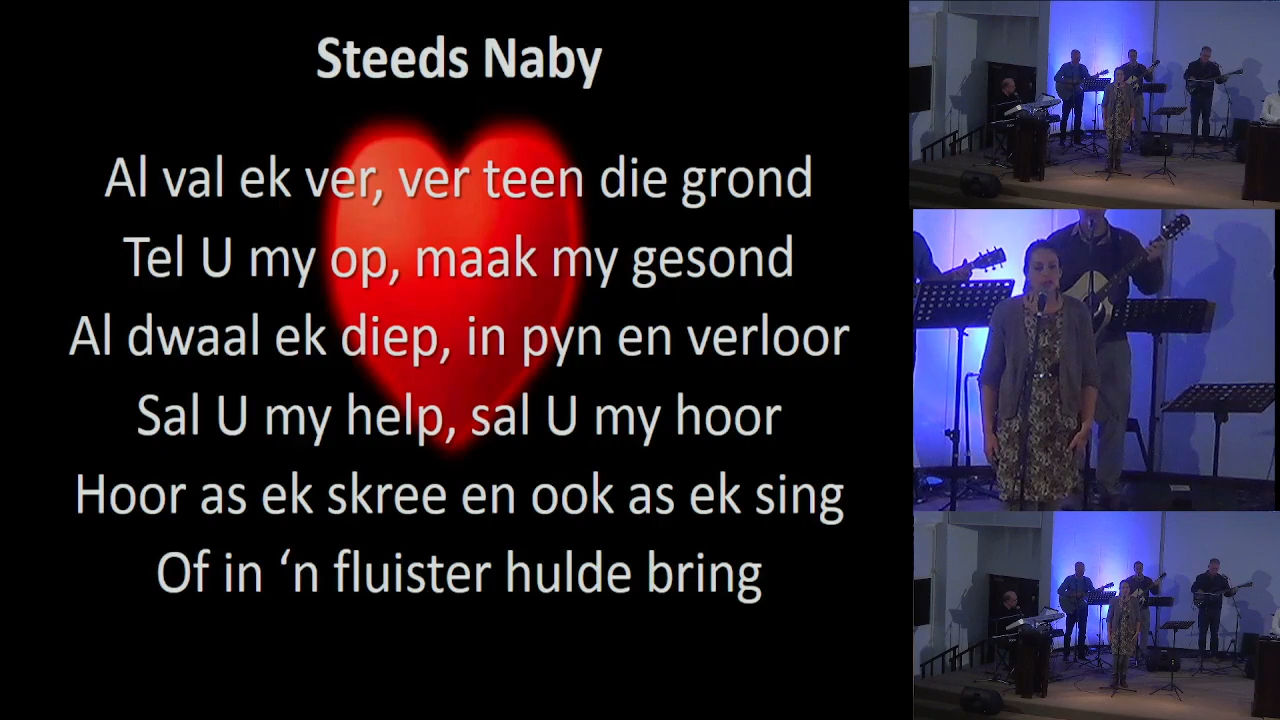 Steeds Naby
Al val ek ver, ver teen die grond
Tel U my op, maak my gesond
Al dwaal ek diep, in pyn en verloor
Sal U my help, sal U my hoor
Hoor as ek skree en ook as ek sing
Of in ‘n fluister hulde bring